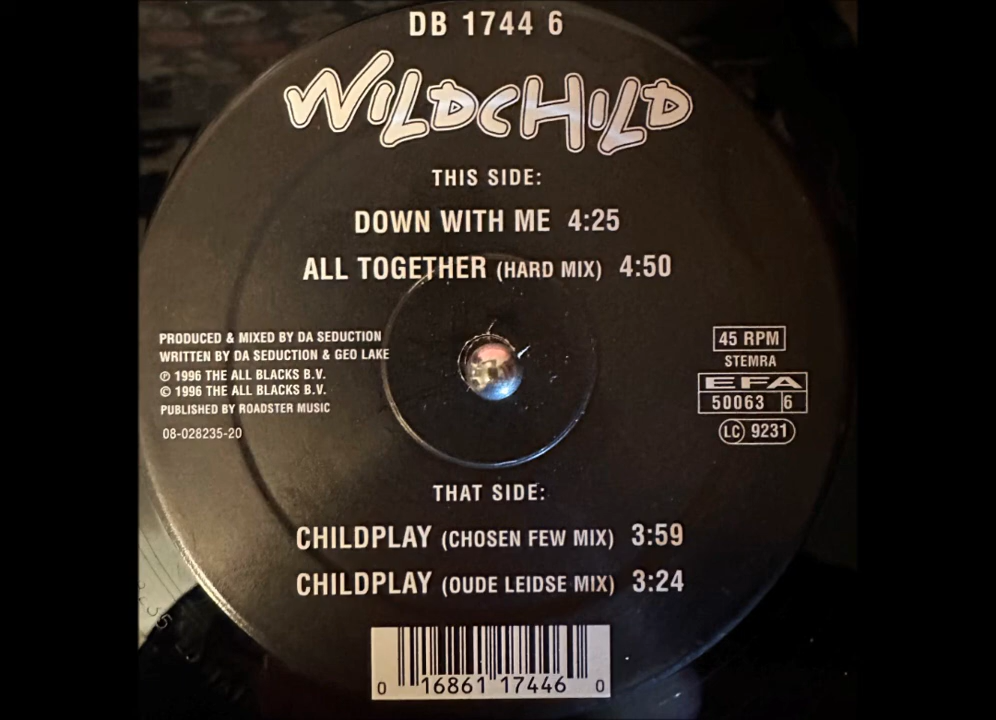 DB 1744 6
WILDCHILD
THIS SIDE:
DOWN WITH ME 4:25
ALL TOGETHER (HARD MIX) 4:50
PRODUCED & MIXED BY DA SEDUCTION
WRITTEN BY DA SEDUCTION & GEO LAKE
℗ 1996 THE ALL BLACKS B.V.
© 1996 THE ALL BLACKS B.V.
PUBLISHED BY ROADSTER MUSIC
08-028235-20
45 RPM
STEMRA
EFA
50063 6
LC 9231
THAT SIDE:
CHILDPLAY (CHOSEN FEW MIX) 3:59
CHILDPLAY (OUDE LEIDSE MIX) 3:24
0 16861 17446 0